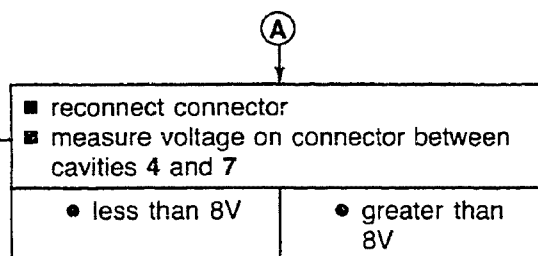 A
■ reconnect connector
■ measure voltage on connector between
cavities 4 and 7
● less than 8V
● greater than
8V